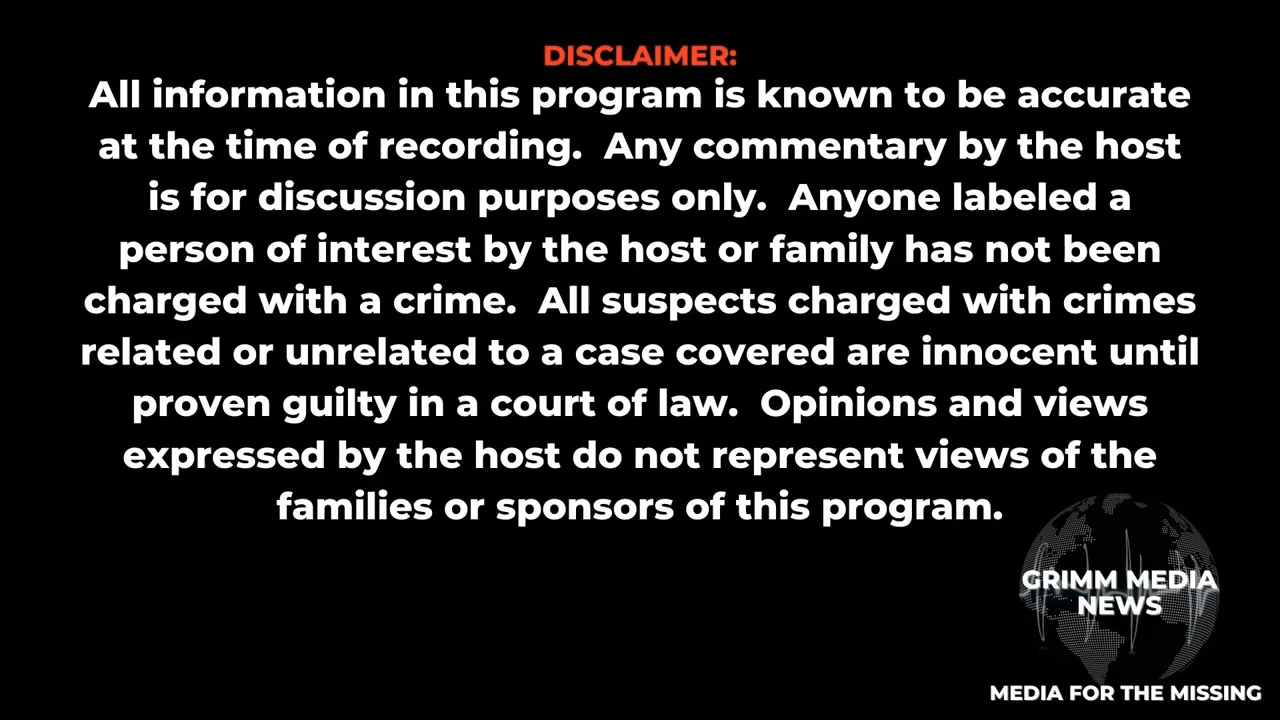 DISCLAIMER:
All information in this program is known to be accurate
at the time of recording.  Any commentary by the host
is for discussion purposes only.  Anyone labeled a
person of interest by the host or family has not been
charged with a crime.  All suspects charged with crimes
related or unrelated to a case covered are innocent until
proven guilty in a court of law.  Opinions and views
expressed by the host do not represent views of the
families or sponsors of this program.
GRIMM MEDIA
NEWS
MEDIA FOR THE MISSING